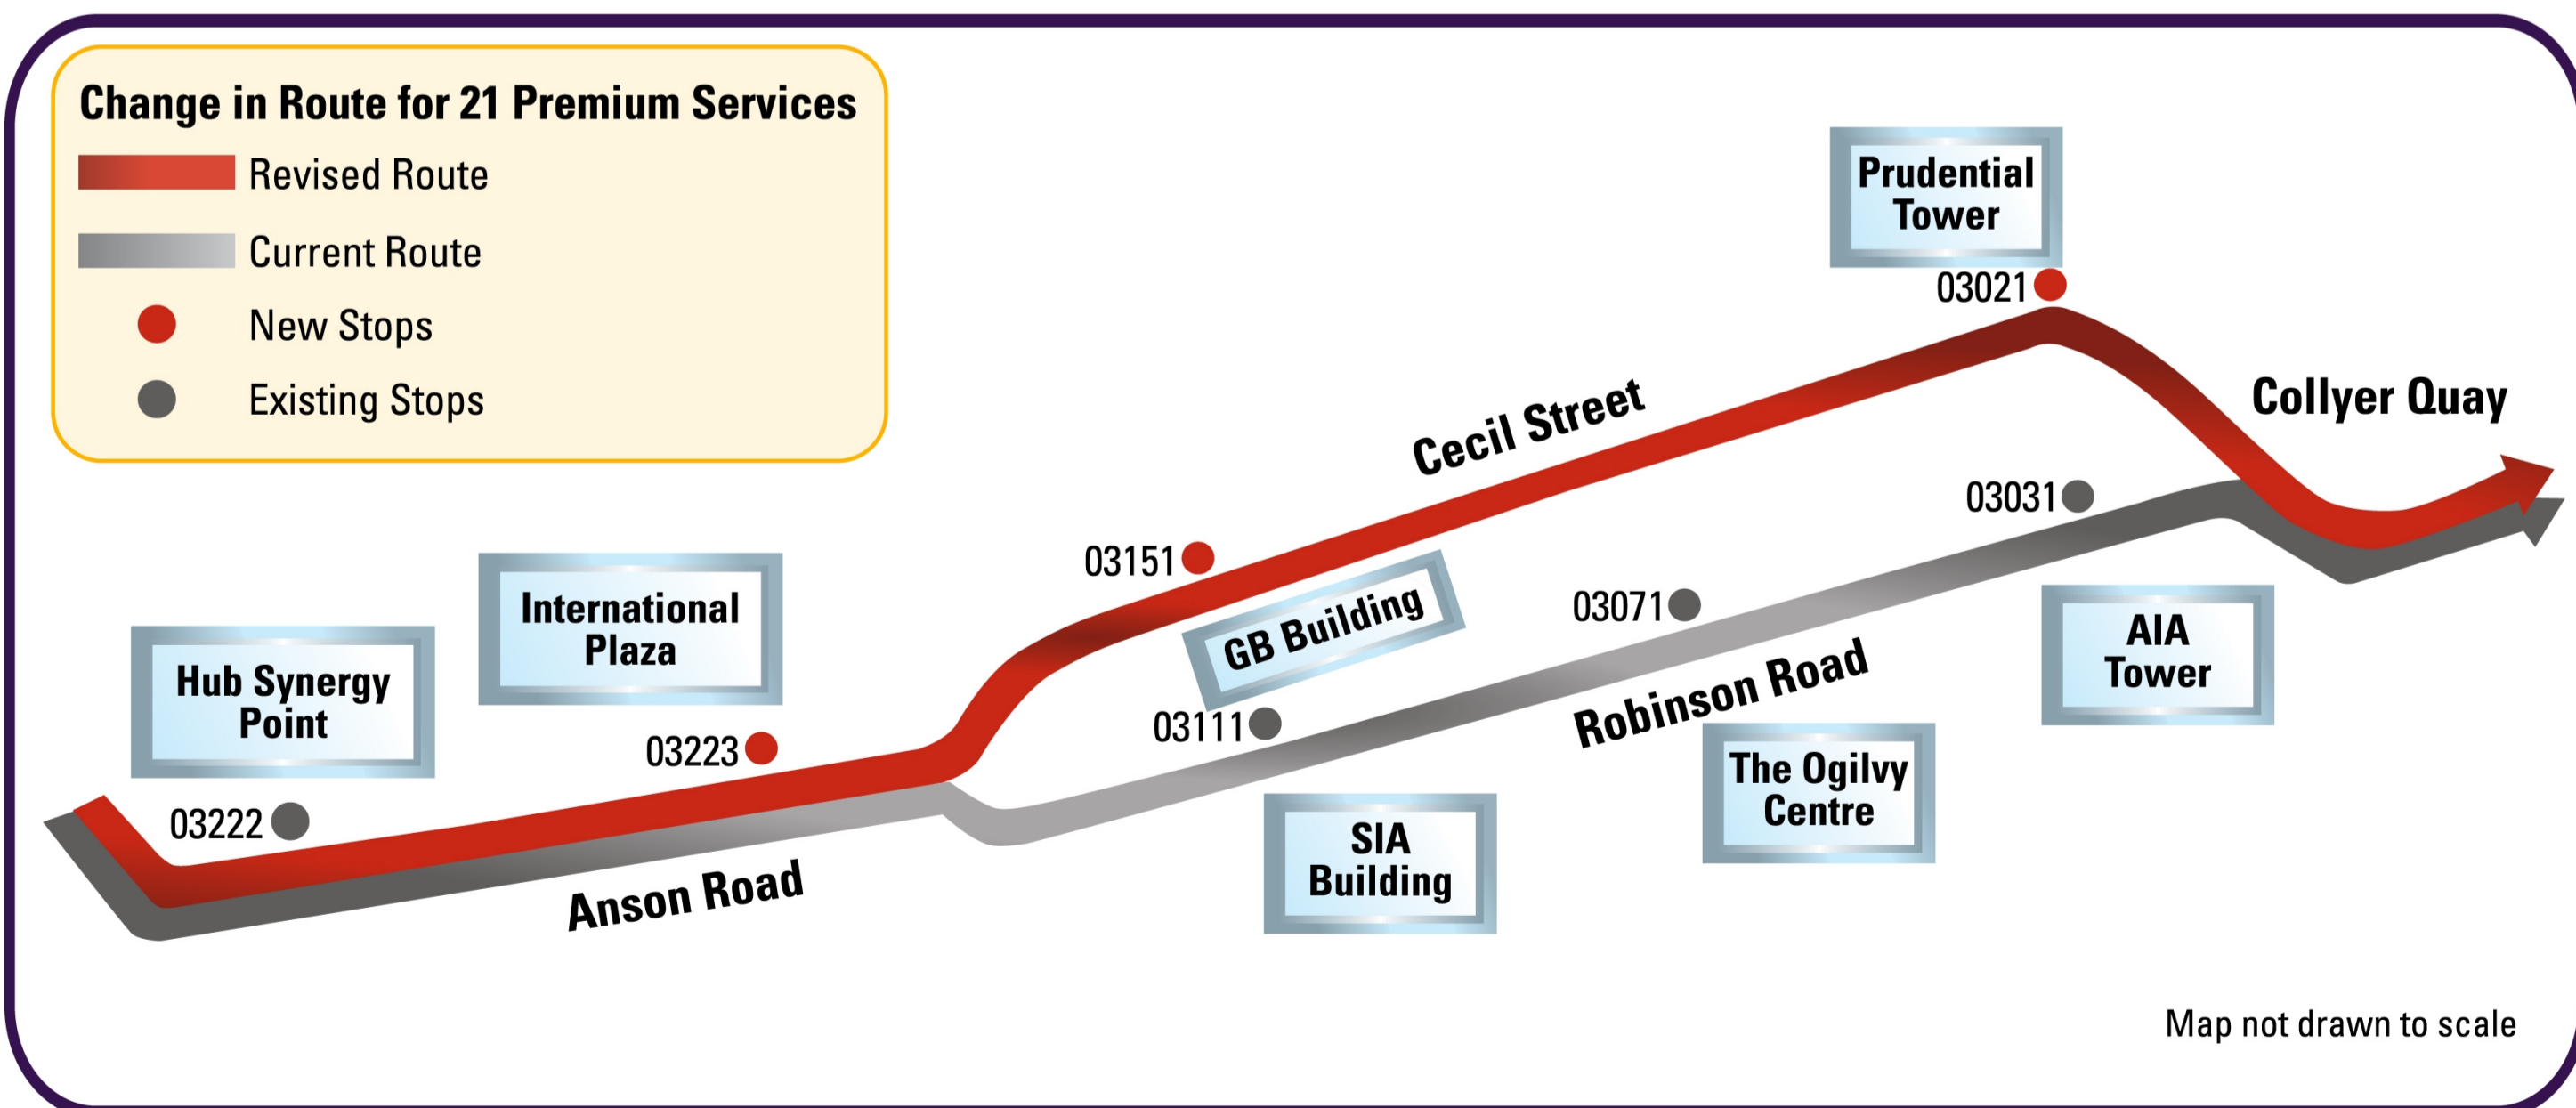 Change in Route for 21 Premium Services
Revised Route
Current Route
New Stops
Existing Stops
Prudential
Tower
03021
Collyer Quay
Cecil Street
03031
03151
GB Building
03071
International
Plaza
AIA
Tower
Hub Synergy
Point
Robinson Road
03111
03223
The Ogilvy
Centre
03222
SIA
Building
Anson Road
Map not drawn to scale